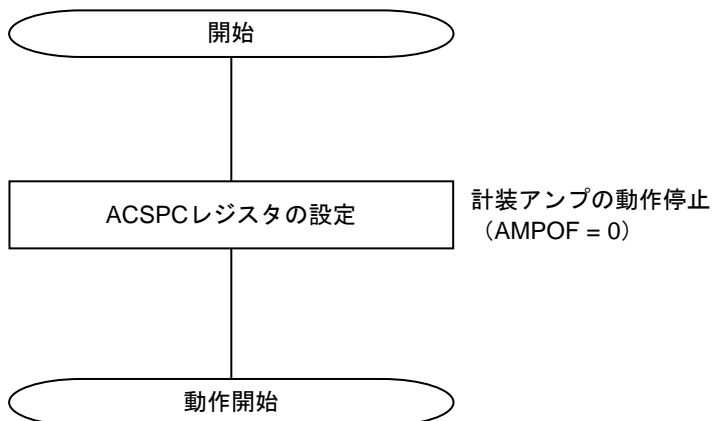 開始
ACSPCレジスタの設定
計装アンプの動作停止
（AMPOF = 0）
動作開始